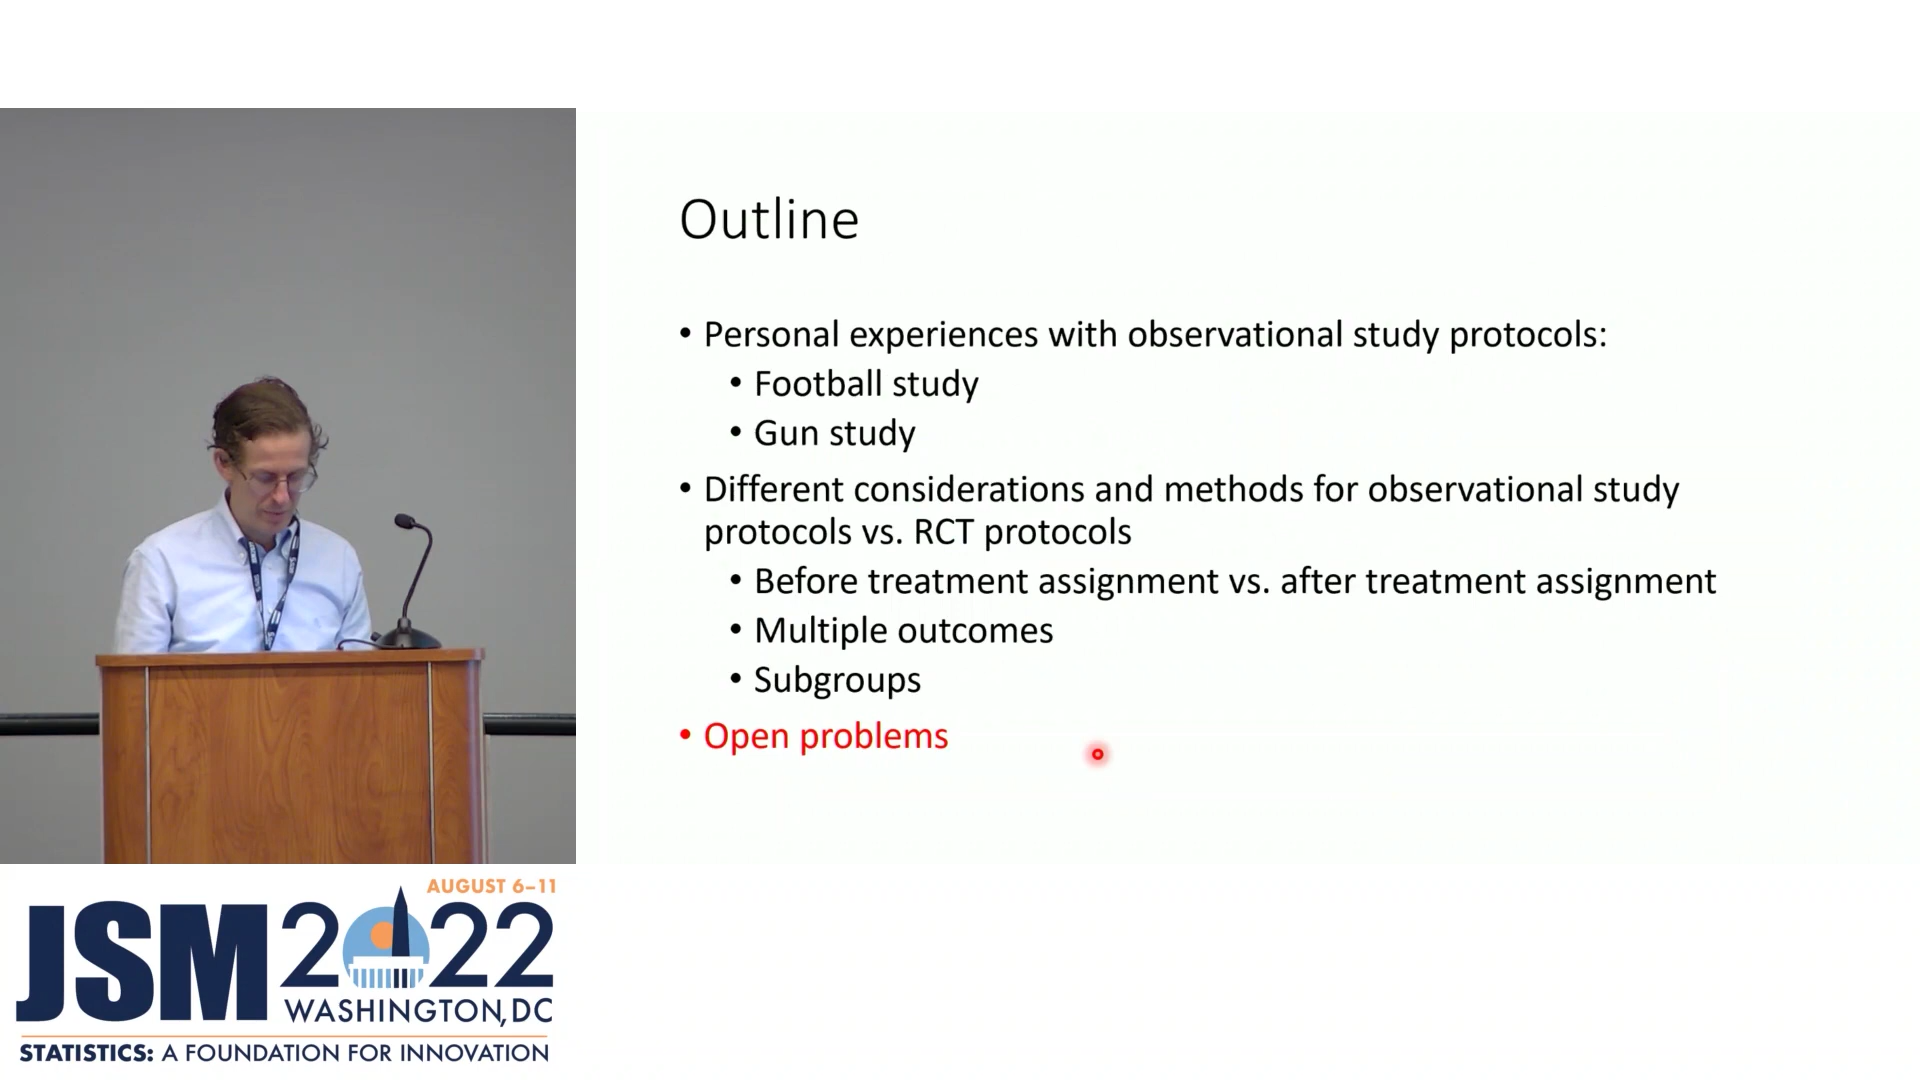 Outline
• Personal experiences with observational study protocols:
• Football study
• Gun study
• Different considerations and methods for observational study
protocols vs. RCT protocols
• Before treatment assignment vs. after treatment assignment
• Multiple outcomes
• Subgroups
• Open problems
AUGUST 6–11
JSM 2022
WASHINGTON, DC
STATISTICS: A FOUNDATION FOR INNOVATION